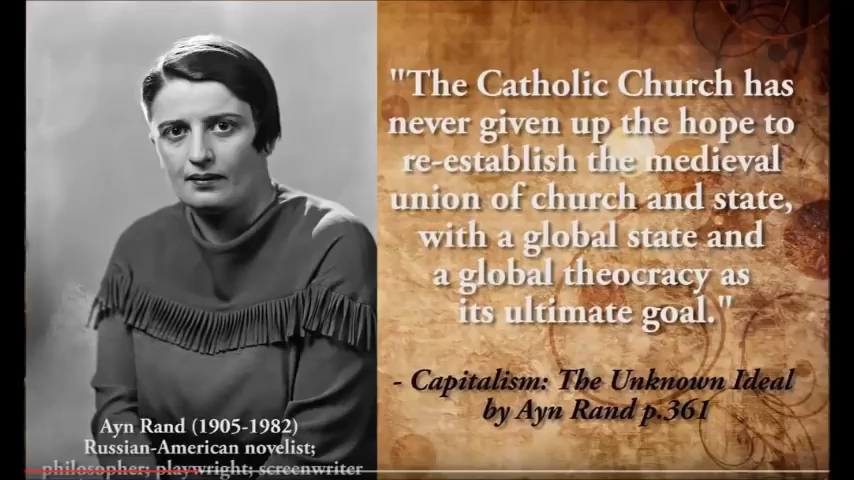 "The Catholic Church has
never given up the hope to
re-establish the medieval
union of church and state,
with a global state and
a global theocracy as
its ultimate goal."
- Capitalism: The Unknown Ideal
by Ayn Rand p.361
Ayn Rand (1905-1982)
Russian-American novelist;
philosopher; playwright; screenwriter